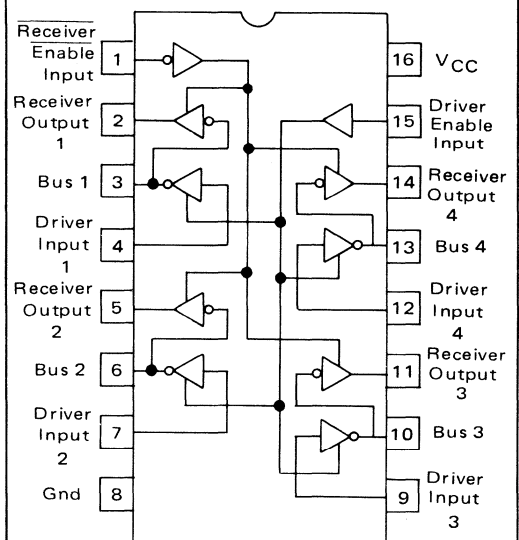 Receiver
Enable
Input
1
Receiver
Output
1
2
Bus 1
3
Driver
Input
1
4
Receiver
Output
2
5
Bus 2
6
Driver
Input
2
7
Gnd
8
16
VCC
15
Driver
Enable
Input
14
Receiver
Output
4
13
Bus 4
12
Driver
Input
4
11
Receiver
Output
3
10
Bus 3
9
Driver
Input
3